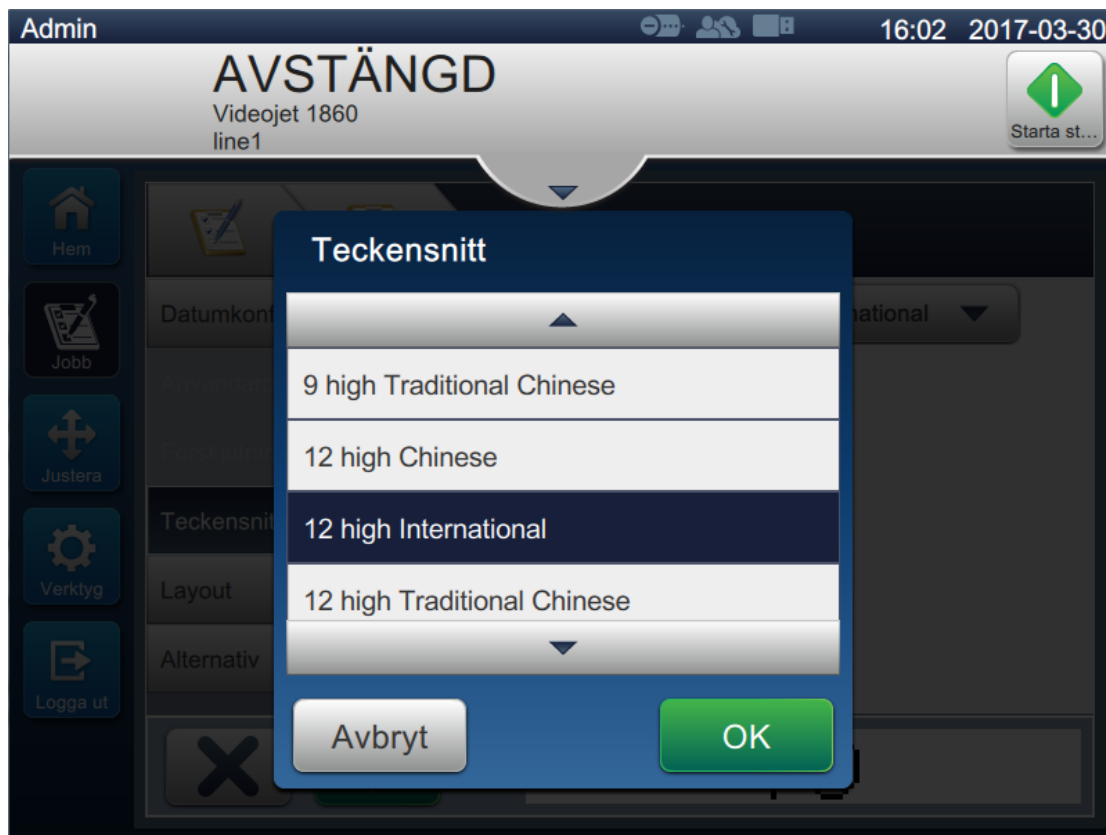 Admin
16:02 2017-03-30
AVSTÄNGD
Videojet 1860
line1
Starta st...
Hem
Jobb
Justera
Verktyg
Logga ut
Datumkonf
Teckensnit
Layout
Alternativ
national
Teckensnitt
9 high Traditional Chinese
12 high Chinese
12 high International
12 high Traditional Chinese
Avbryt
OK